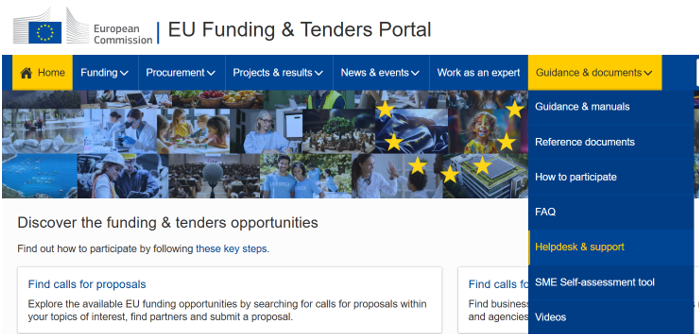 European
Commission
EU Funding & Tenders Portal
Home
Funding
Procurement
Projects & results
News & events
Work as an expert
Guidance & documents
Guidance & manuals
Reference documents
How to participate
FAQ
Helpdesk & support
SME Self-assessment tool
Videos
Discover the funding & tenders opportunities
Find out how to participate by following these key steps.
Find calls for proposals
Explore the available EU funding opportunities by searching for calls for proposals within
your topics of interest, find partners and submit a proposal.
Find calls fo
Find business
and agencies